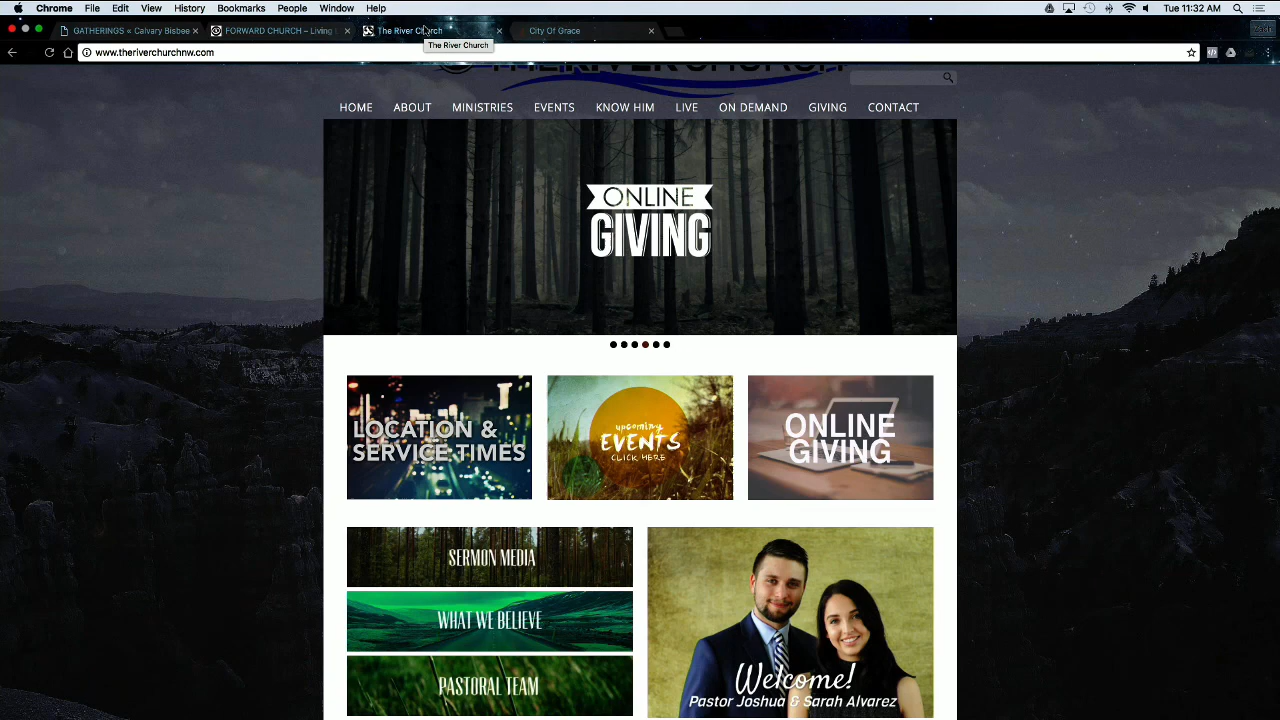 Chrome File Edit View History Bookmarks People Window Help
Tue 11:32 AM
GATHERINGS « Calvary Bisbee
FORWARD CHURCH – Living
The River Church
City Of Grace
The River Church
www.theriverchurchnw.com
THE RIVER CHURCH
HOME ABOUT MINISTRIES EVENTS KNOW HIM LIVE ON DEMAND GIVING CONTACT
ONLINE
GIVING
LOCATION &
SERVICE TIMES
upcoming
EVENTS
CLICK HERE
ONLINE
GIVING
SERMON MEDIA
WHAT WE BELIEVE
PASTORAL TEAM
Welcome!
Pastor Joshua & Sarah Alvarez